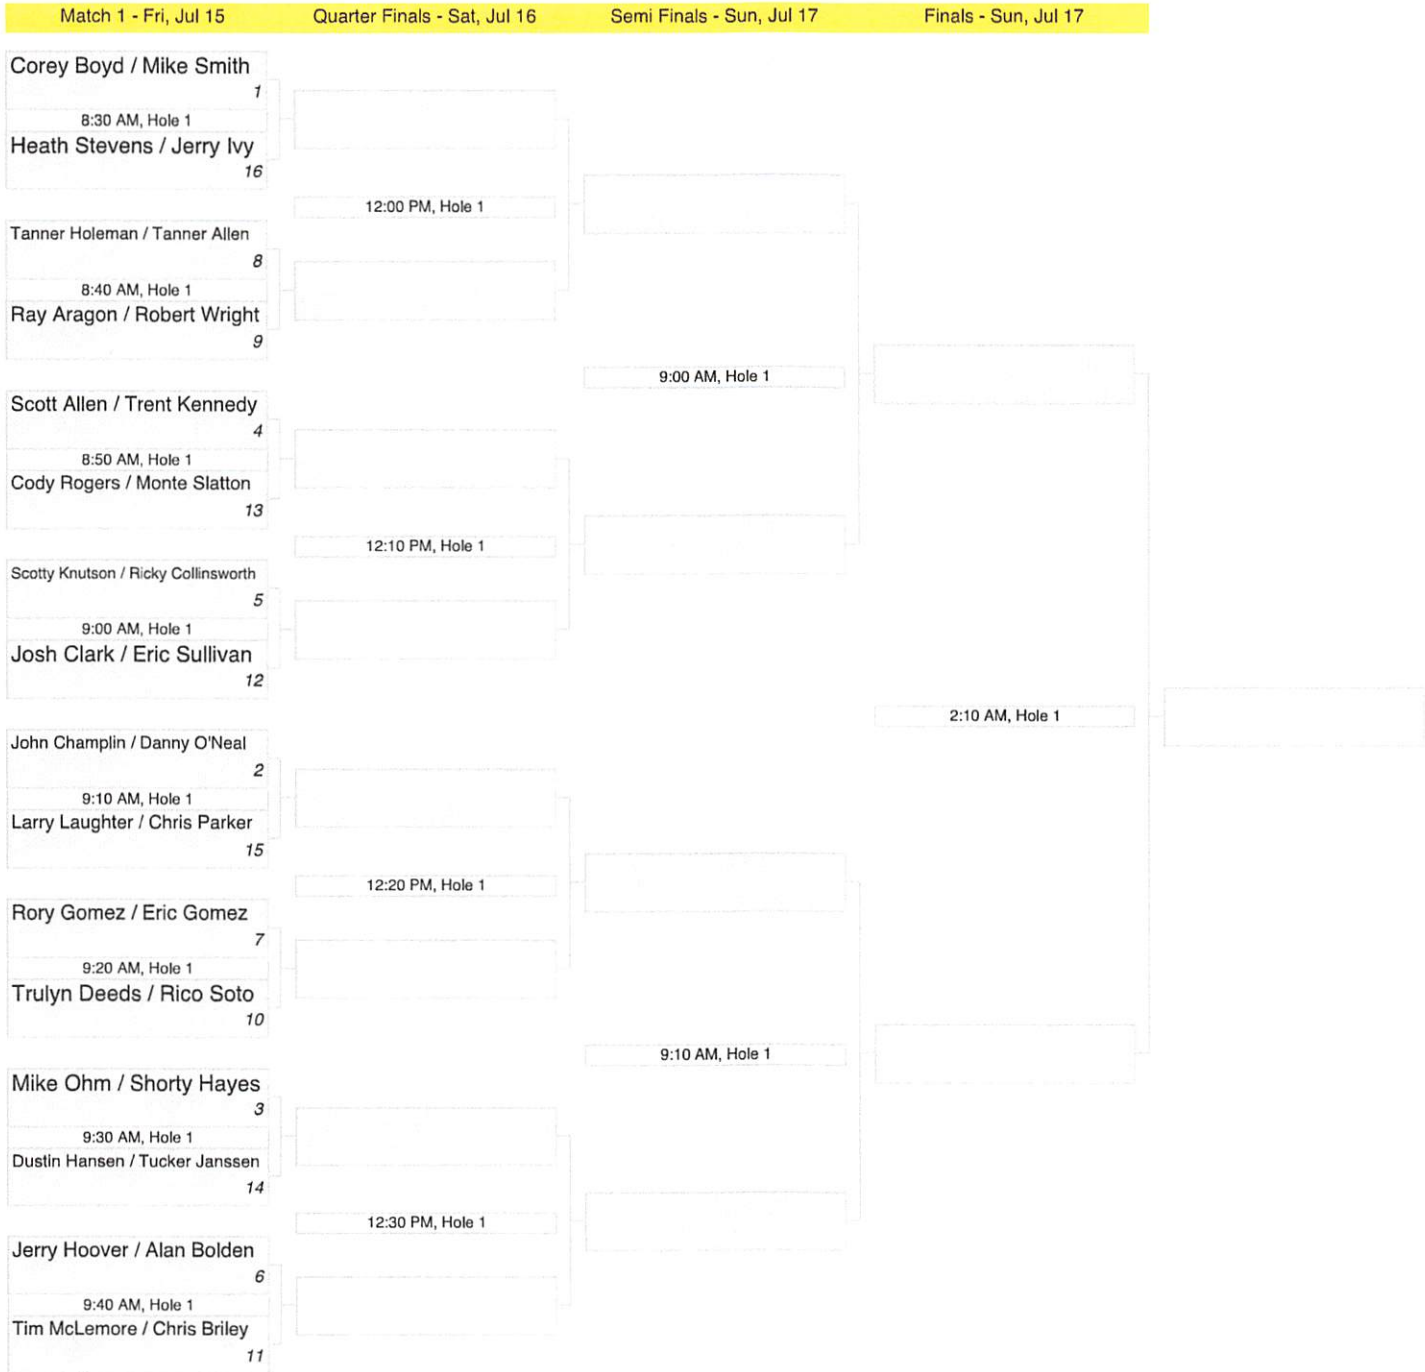 Match 1 - Fri, Jul 15
Quarter Finals - Sat, Jul 16
Semi Finals - Sun, Jul 17
Finals - Sun, Jul 17
Corey Boyd / Mike Smith
1
8:30 AM, Hole 1
Heath Stevens / Jerry Ivy
16
12:00 PM, Hole 1
Tanner Holeman / Tanner Allen
8
8:40 AM, Hole 1
Ray Aragon / Robert Wright
9
9:00 AM, Hole 1
Scott Allen / Trent Kennedy
4
8:50 AM, Hole 1
Cody Rogers / Monte Slatton
13
12:10 PM, Hole 1
Scotty Knutson / Ricky Collinsworth
5
9:00 AM, Hole 1
Josh Clark / Eric Sullivan
12
2:10 AM, Hole 1
John Champlin / Danny O'Neal
2
9:10 AM, Hole 1
Larry Laughter / Chris Parker
15
12:20 PM, Hole 1
Rory Gomez / Eric Gomez
7
9:20 AM, Hole 1
Trulyn Deeds / Rico Soto
10
9:10 AM, Hole 1
Mike Ohm / Shorty Hayes
3
9:30 AM, Hole 1
Dustin Hansen / Tucker Janssen
14
12:30 PM, Hole 1
Jerry Hoover / Alan Bolden
6
9:40 AM, Hole 1
Tim McLemore / Chris Briley
11